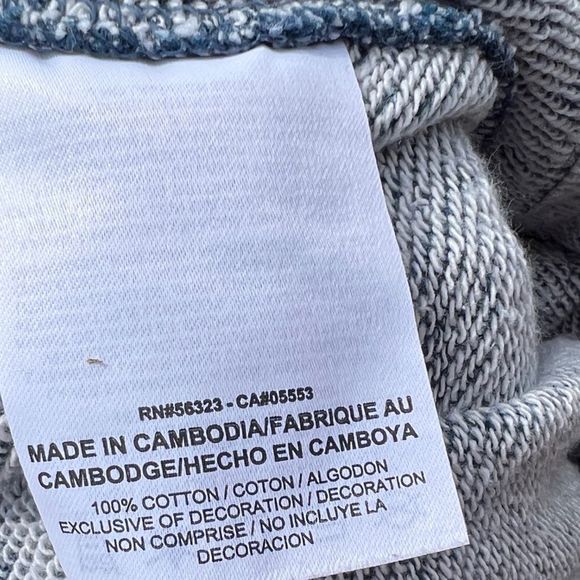 RN#56323 - CA#05553
MADE IN CAMBODIA/FABRIQUE AU
CAMBODGE/HECHO EN CAMBOYA
100% COTTON / COTON / ALGODON
EXCLUSIVE OF DECORATION / DECORATION
NON COMPRISE / NO INCLUYE LA
DECORACION